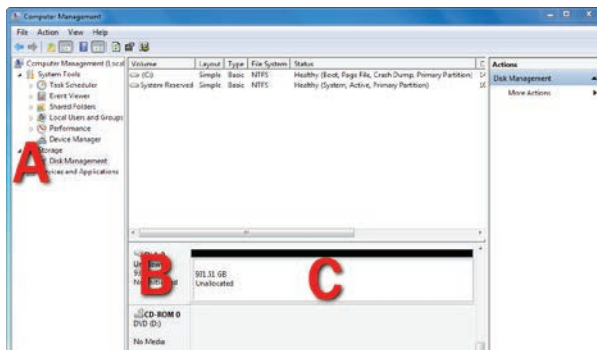 Computer Management
File Action View Help
Computer Management (Local
System Tools
Task Scheduler
Event Viewer
Shared Folders
Local Users and Groups
Performance
Device Manager
Storage
Disk Management
Services and Applications
A
Volume Layout Type File System Status
(C:) Simple Basic NTFS Healthy (Boot, Page File, Crash Dump, Primary Partition)
System Reserved Simple Basic NTFS Healthy (System, Active, Primary Partition)
Actions
Disk Management
More Actions
B
931.51 GB
Unallocated
C
CD-ROM 0
DVD (D:)
No Media